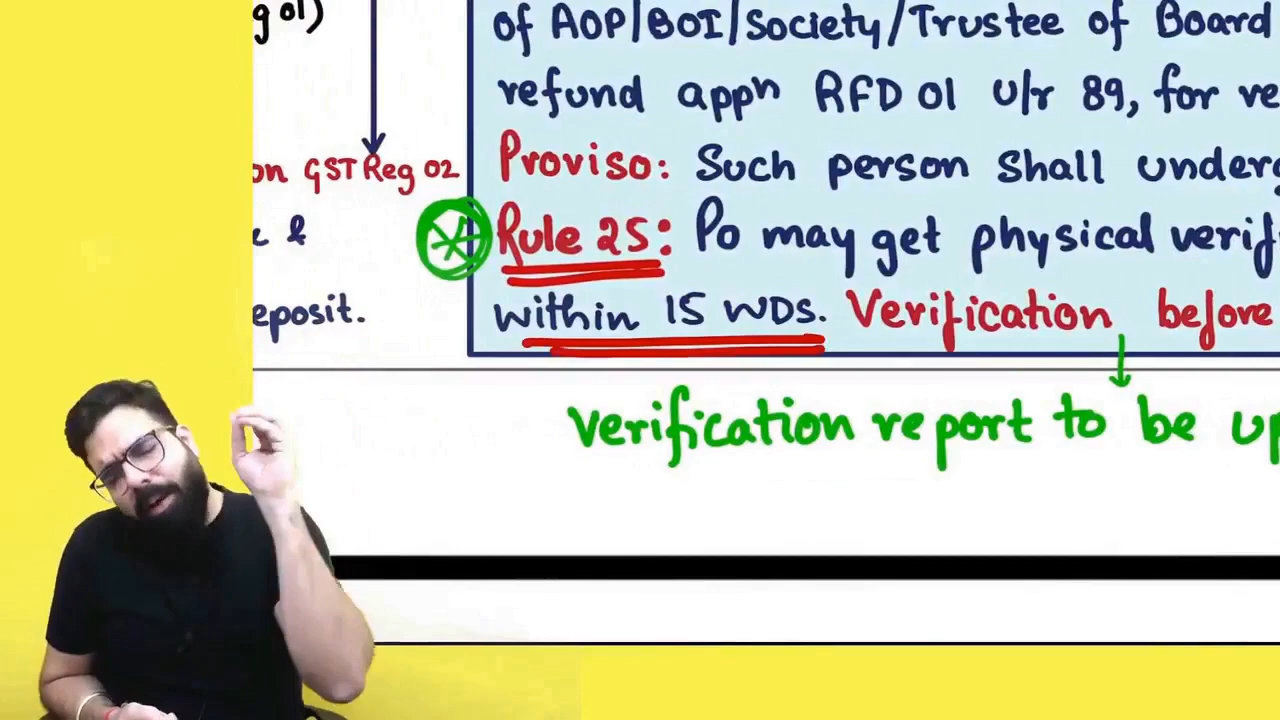 g 01)
of AOP/BOI/Society/Trustee of Board
refund appn RFD 01 U/r 89, for ve
on GST Reg 02
Proviso: Such person shall underg
& &
Rule 25: Po may get physical verif
eposit.
within 15 WDs. Verification before
verification report to be up